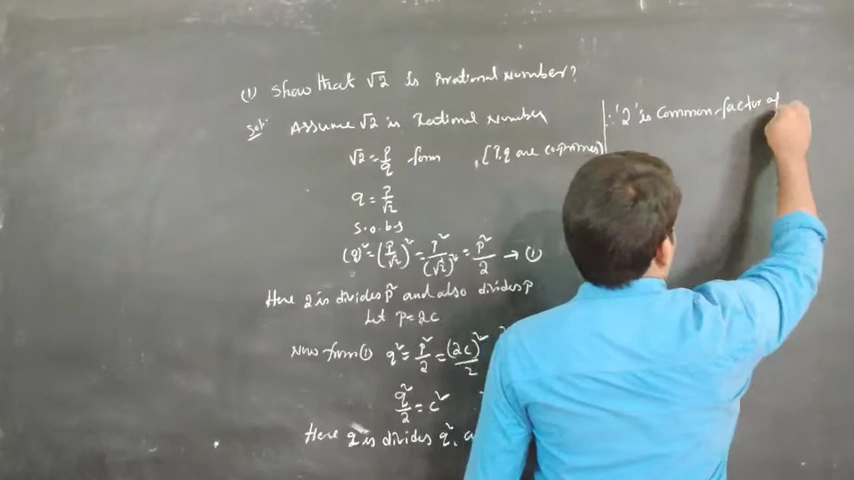 (1) Show that √2 is irrational number?
Sol: Assume √2 is rational number
√2 = p/q form , [P,q are co-primes]
q = p/√2
S.o.b.s
(q)² = (p/√2)² = p²/(√2)² = p²/2 → (1)
Here 2 is divides p² and also divides p
Let p = 2c
Now from (1) q² = p²/2 = (2c)²/2
q²/2 = c²
Here 2 is divides q²,
∴ '2' is common factor of